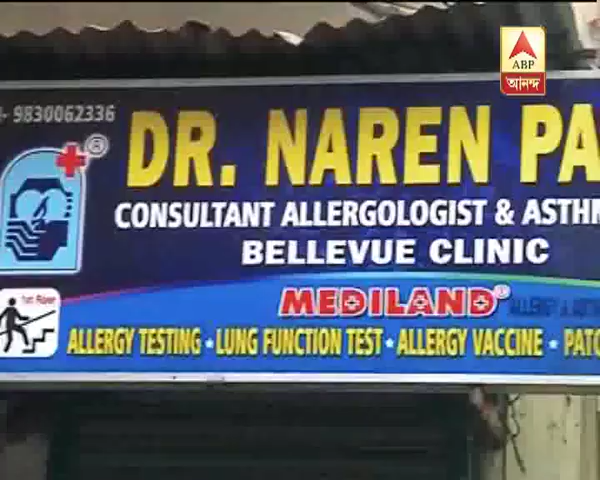 ABP
আনন্দ
- 9830062336
DR. NAREN PA
CONSULTANT ALLERGOLOGIST & ASTHM
BELLEVUE CLINIC
MEDILAND®
1st Floor
ALLERGY TESTING • LUNG FUNCTION TEST • ALLERGY VACCINE • PATC